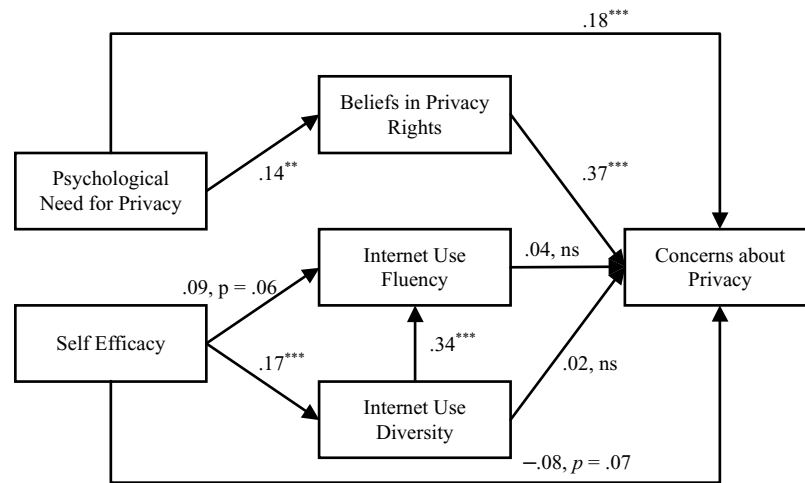 .18***
Beliefs in Privacy
Rights
Psychological
Need for Privacy
.14**
.37***
Internet Use
Fluency
.04, ns
Concerns about
Privacy
.09, p = .06
Self Efficacy
.17***
.34***
.02, ns
Internet Use
Diversity
−.08, p = .07